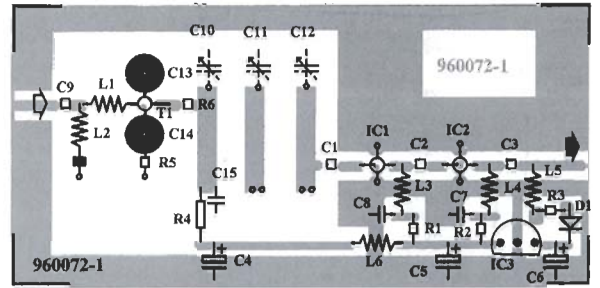 C10 C11 C12
C13
960072-1
C9 L1
T1 R6
L2 C14
R5
IC1 C2 IC2 C3
C1
L3 L4 L5
C15
C8 C7 R3 D1
R4
R1 R2
L6 IC3
960072-1 C4 C5 C6